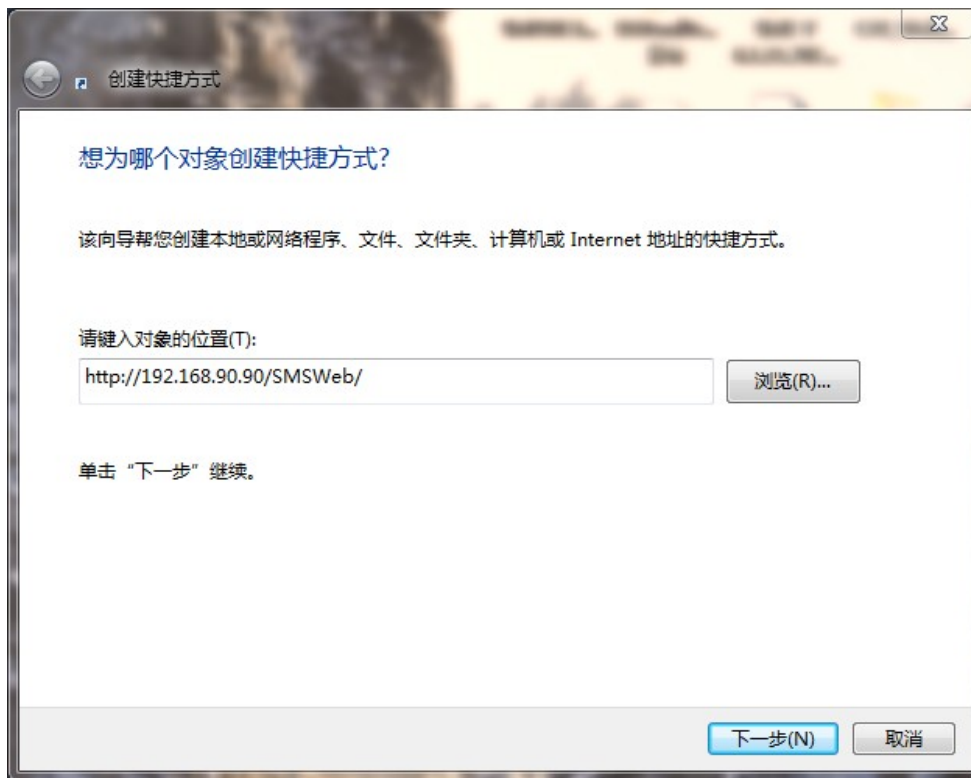 创建快捷方式
想为哪个对象创建快捷方式?
该向导帮您创建本地或网络程序、文件、文件夹、计算机或 Internet 地址的快捷方式。
请键入对象的位置(T):
http://192.168.90.90/SMSWeb/
浏览(R)...
单击“下一步”继续。
下一步(N)
取消